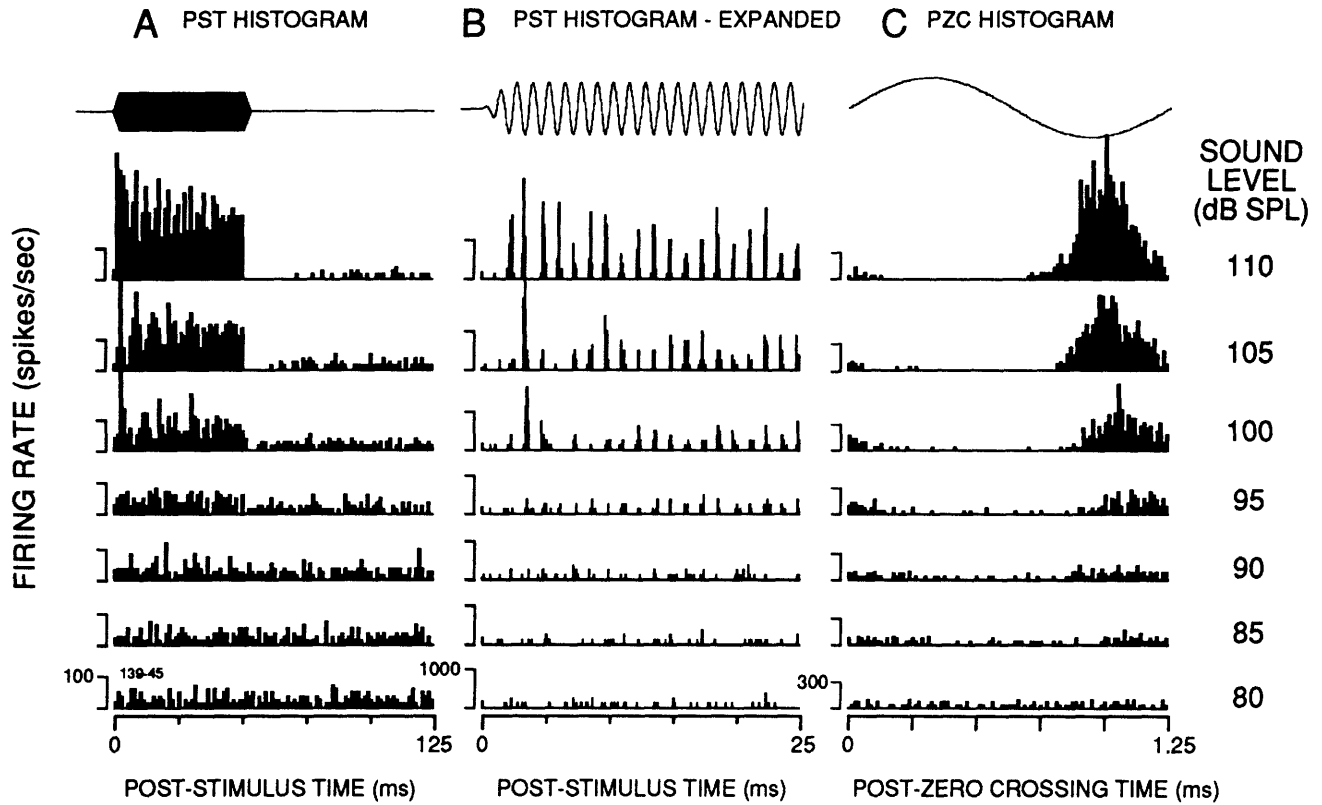 A PST HISTOGRAM
B PST HISTOGRAM - EXPANDED
C PZC HISTOGRAM
SOUND
LEVEL
(dB SPL)
110
105
100
95
90
85
80
FIRING RATE (spikes/sec)
100
139-45
1000
300
0 125
0 25
0 1.25
POST-STIMULUS TIME (ms)
POST-STIMULUS TIME (ms)
POST-ZERO CROSSING TIME (ms)